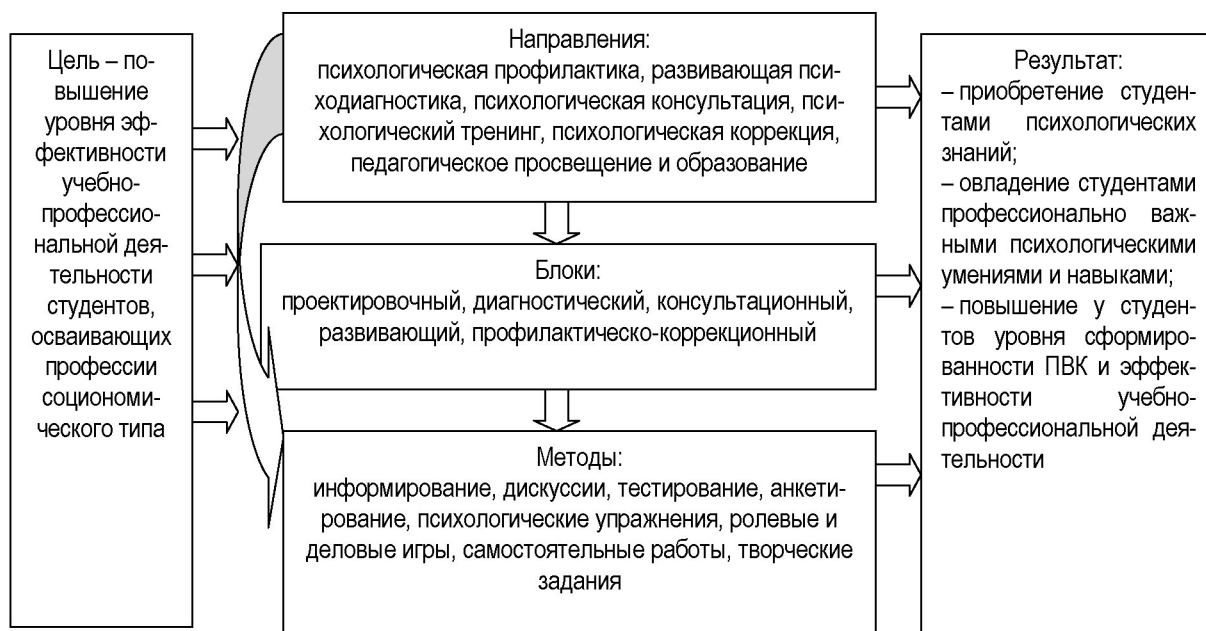 Цель – по-
вышение
уровня эф-
фективности
учебно-
профессио-
нальной дея-
тельности
студентов,
осваивающих
профессии
социономи-
ческого типа
Направления:
психологическая профилактика, развивающая пси-
ходиагностика, психологическая консультация, пси-
хологический тренинг, психологическая коррекция,
педагогическое просвещение и образование
Блоки:
проектировочный, диагностический, консультационный,
развивающий, профилактическо-коррекционный
Методы:
информирование, дискуссии, тестирование, анкети-
рование, психологические упражнения, ролевые и
деловые игры, самостоятельные работы, творческие
задания
Результат:
– приобретение студен-
тами психологических
знаний;
– овладение студентами
профессионально важ-
ными психологическими
умениями и навыками;
– повышение у студен-
тов уровня сформиро-
ванности ПВК и эффек-
тивности учебно-
профессиональной дея-
тельности